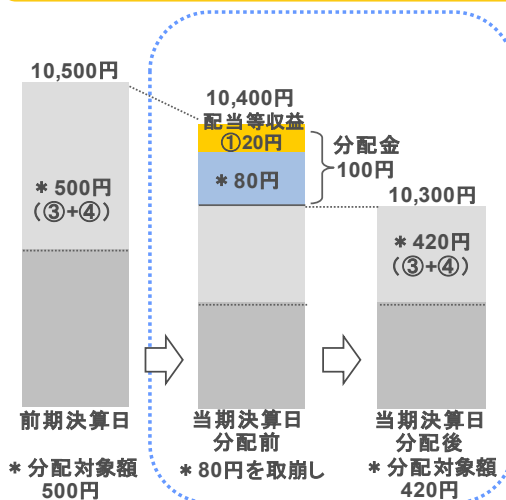 10,500円
＊500円
（③+④）
前期決算日
＊分配対象額
500円
10,400円
配当等収益
①20円
＊80円
分配金
100円
当期決算日
分配前
＊80円を取崩し
10,300円
＊420円
（③+④）
当期決算日
分配後
＊分配対象額
420円